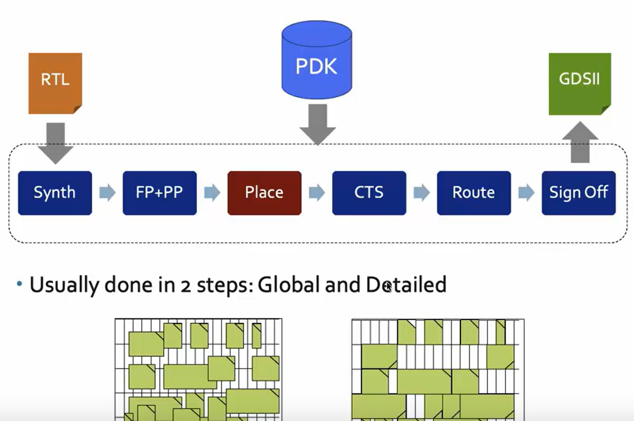 PDK
RTL
GDSII
Synth
FP+PP
Place
CTS
Route
Sign Off
• Usually done in 2 steps: Global and Detailed